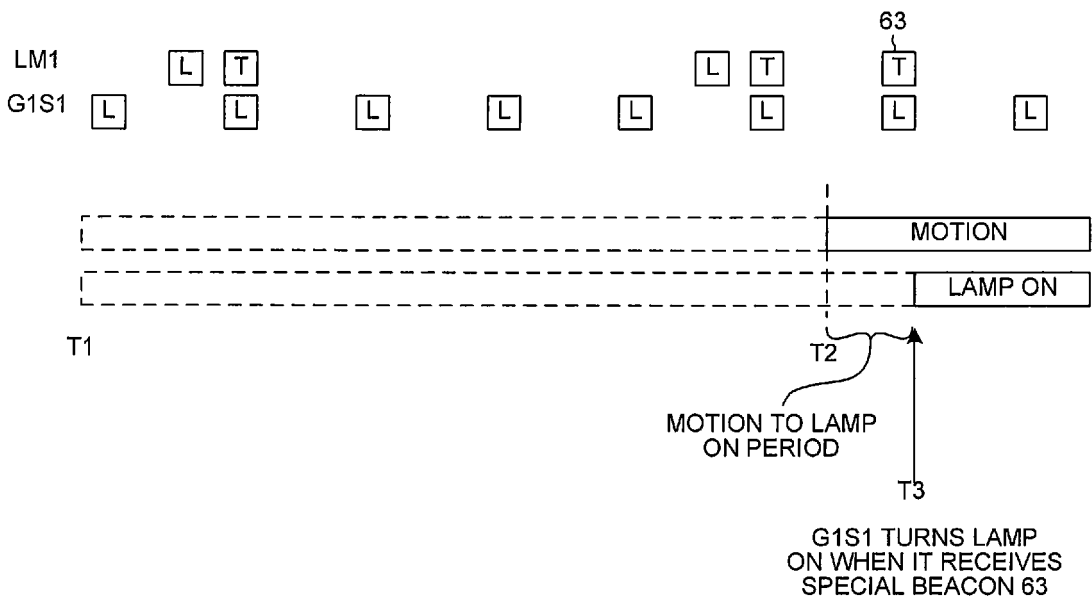 63
LM1 L T L T T
G1S1 L L L L L L L L
MOTION
LAMP ON
T1
T2
MOTION TO LAMP
ON PERIOD
T3
G1S1 TURNS LAMP
ON WHEN IT RECEIVES
SPECIAL BEACON 63